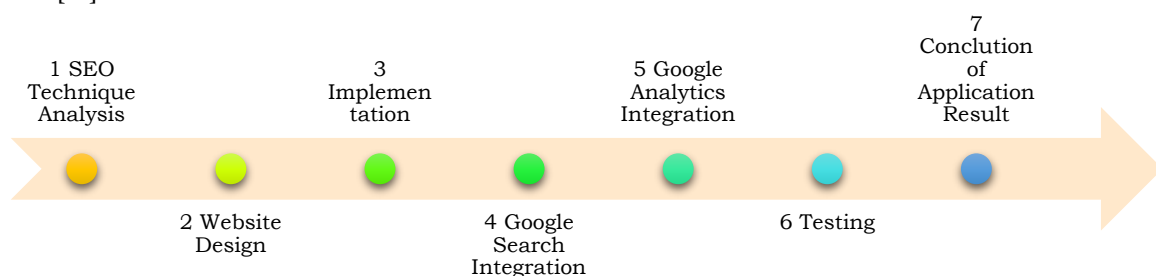 1 SEO
Technique
Analysis
2 Website
Design
3
Implemen
tation
4 Google
Search
Integration
5 Google
Analytics
Integration
6 Testing
7
Conclution
of
Application
Result